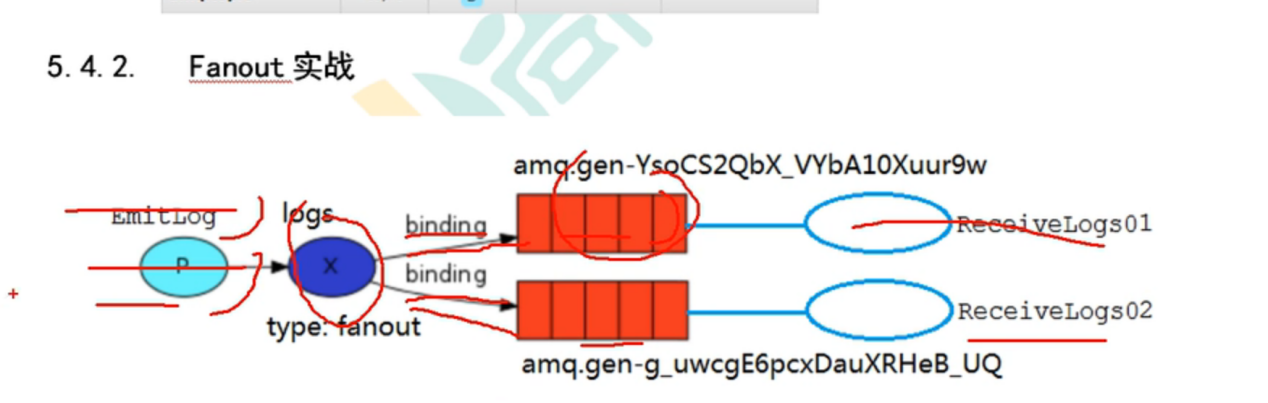 5.4.2. Fanout 实战
amq.gen-YsoCS2QbX_VYbA10Xuur9w
EmitLog
logs
binding
ReceiveLogs01
P
X
binding
ReceiveLogs02
type: fanout
amq.gen-g_uwcgE6pcxDauXRHeB_UQ